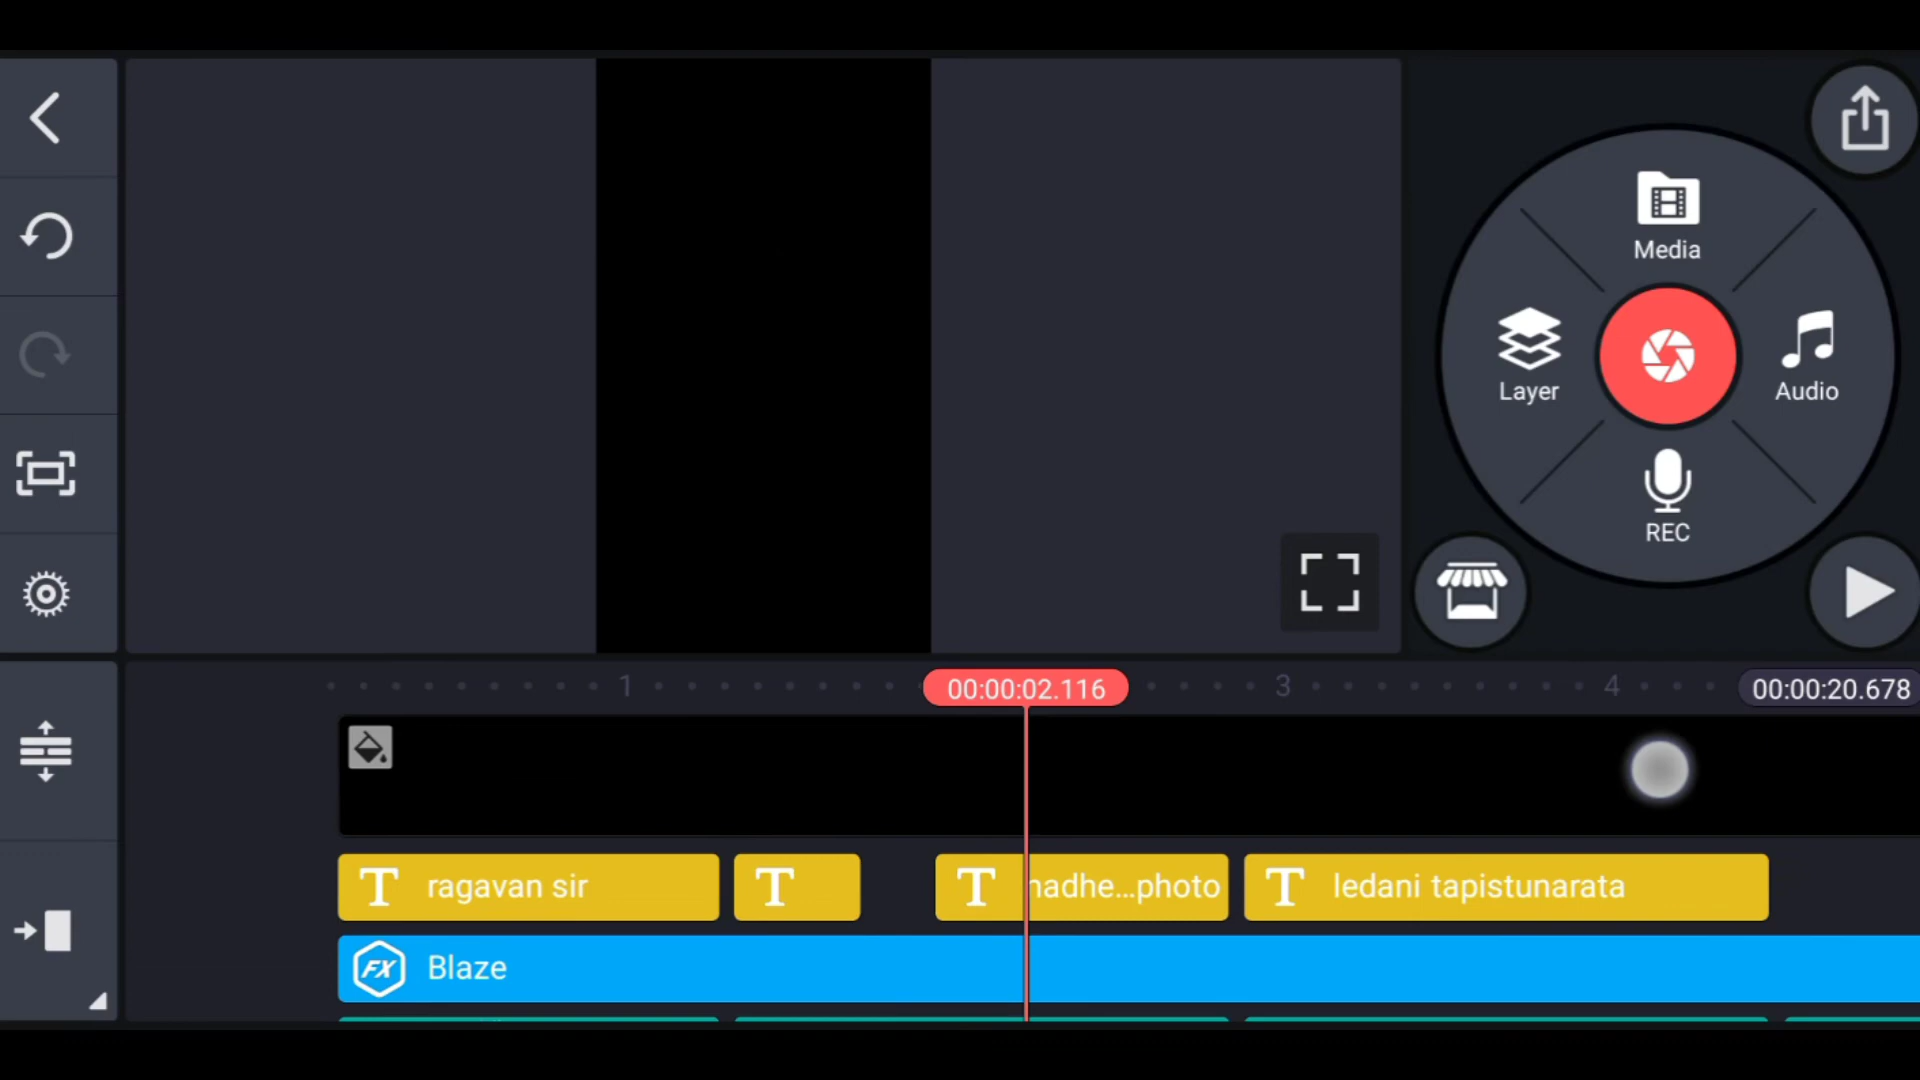 Media
Layer
Audio
REC
1
00:00:02.116
3
4
00:00:20.678
T ragavan sir
T
T nadhe...photo
T ledani tapistunarata
FX Blaze